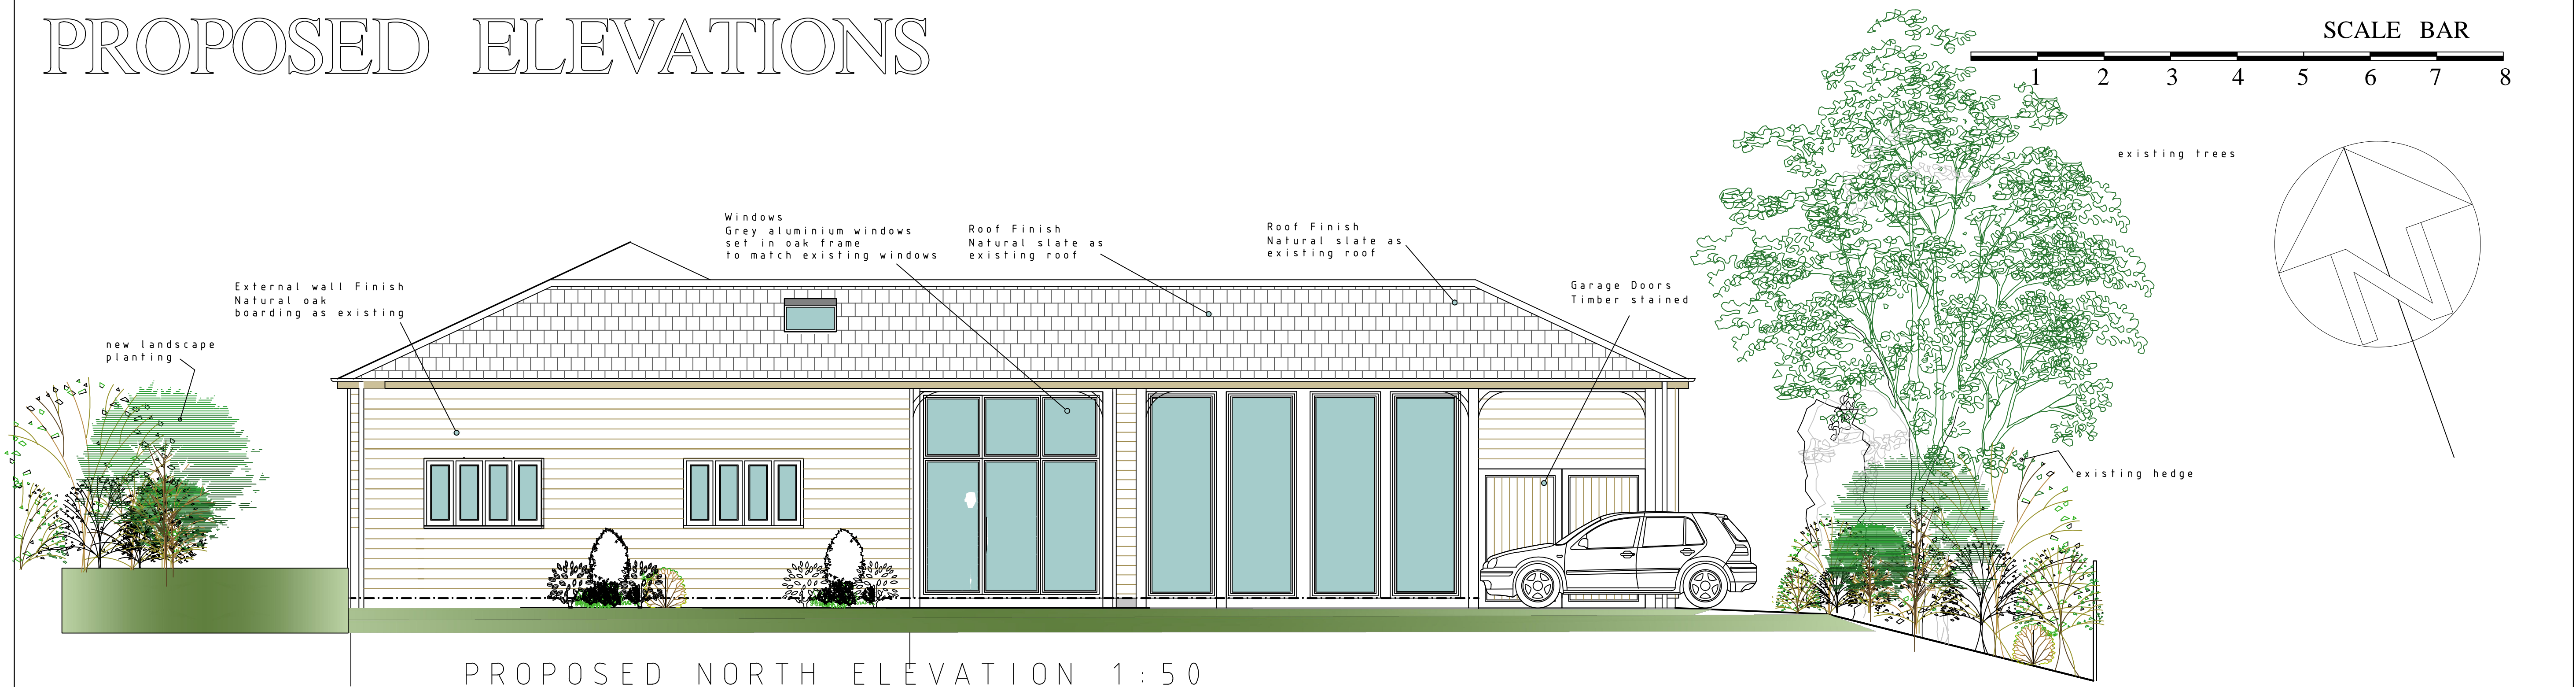 PROPOSED ELEVATIONS
SCALE BAR
1 2 3 4 5 6 7 8
existing trees
Windows
Grey aluminium windows
set in oak frame
to match existing windows
Roof Finish
Natural slate as
existing roof
Roof Finish
Natural slate as
existing roof
External wall Finish
Natural oak
boarding as existing
Garage Doors
Timber stained
new landscape
planting
existing hedge
N
PROPOSED NORTH ELEVATION 1:50